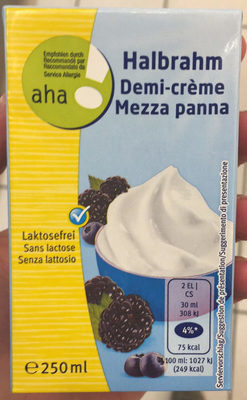 Empfohlen durch
Recommandé par
Raccomandato da
Service Allergie
aha!
Halbrahm
Demi-crème
Mezza panna
Laktosefrei
Sans lactose
Senza lattosio
2 EL |
CS
30 ml
308 kJ
4%*
75 kcal
100 ml: 1027 kJ
(249 kcal)
℮250 ml
Serviervorschlag/Suggestion de présentation/Suggerimento di presentazione